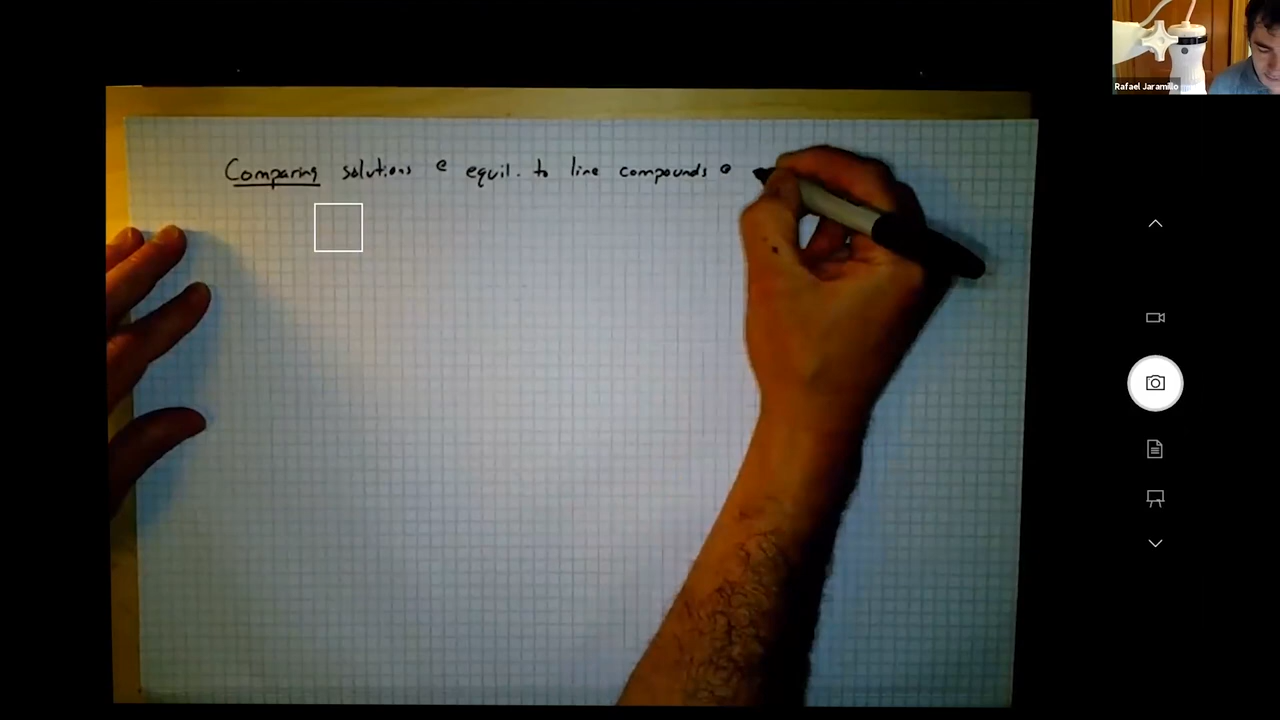 Comparing solutions @ equil. to line compounds @
Rafael Jaramillo